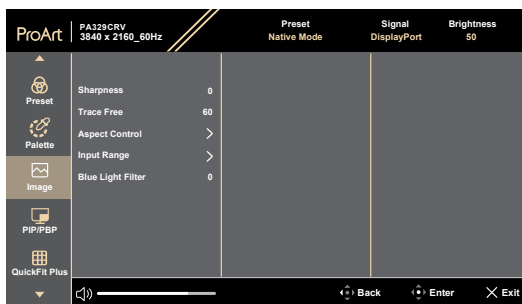 ProArt
PA329CRV
3840 x 2160_60Hz
Preset
Native Mode
Signal
DisplayPort
Brightness
50
Preset
Palette
Image
PIP/PBP
QuickFit Plus
Sharpness 0
Trace Free 60
Aspect Control
Input Range
Blue Light Filter 0
Back
Enter
Exit